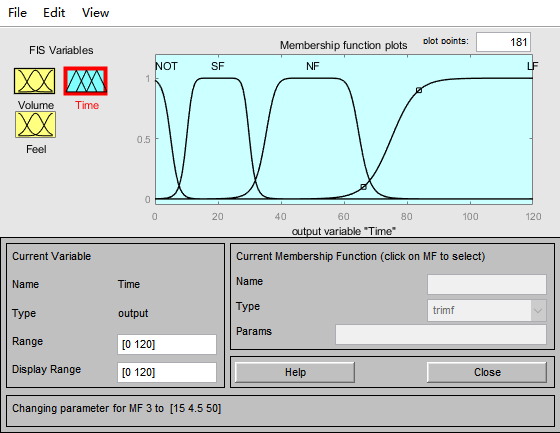 File Edit View
FIS Variables
Volume Time
Feel
Membership function plots plot points: 181
NOT SF NF LF
1
0.5
0
0 20 40 60 80 100 120
output variable "Time"
Current Variable
Name Time
Type output
Range [0 120]
Display Range [0 120]
Current Membership Function (click on MF to select)
Name
Type trimf
Params
Help Close
Changing parameter for MF 3 to [15 4.5 50]